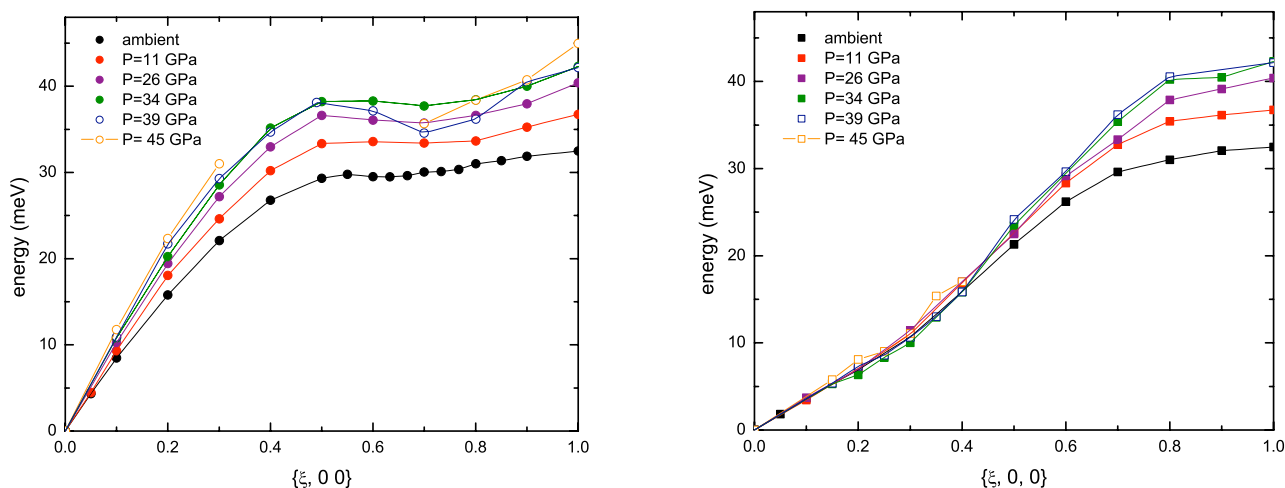 ambient
P=11 GPa
P=26 GPa
P=34 GPa
P=39 GPa
P= 45 GPa
energy (meV)
40
30
20
10
0
0.0 0.2 0.4 0.6 0.8 1.0
{ξ, 0 0}
ambient
P=11 GPa
P=26 GPa
P=34 GPa
P=39 GPa
P= 45 GPa
energy (meV)
40
30
20
10
0
0.0 0.2 0.4 0.6 0.8 1.0
{ξ, 0, 0}